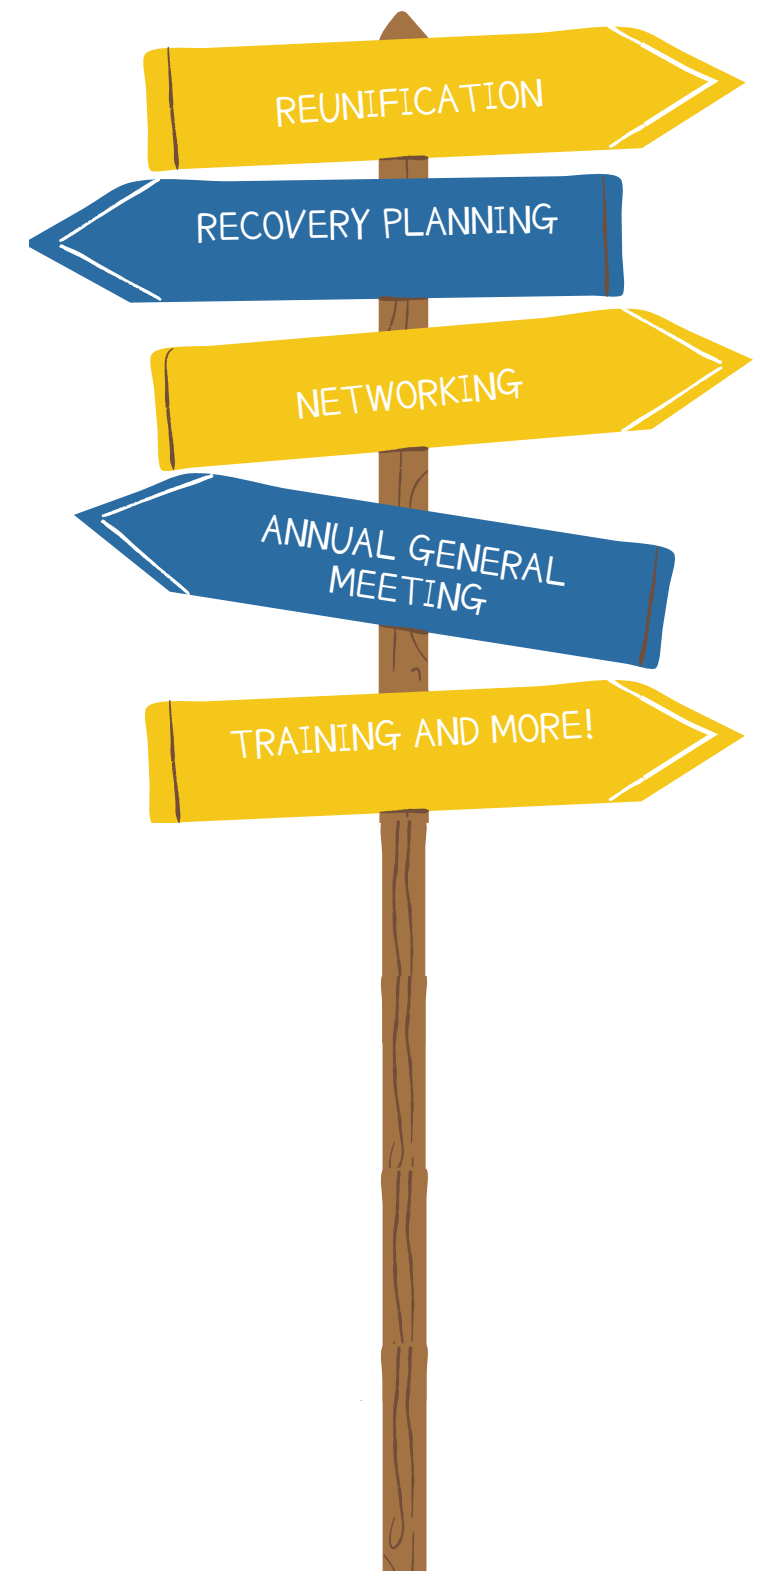 REUNIFICATION
RECOVERY PLANNING
NETWORKING
ANNUAL GENERAL
MEETING
TRAINING AND MORE!